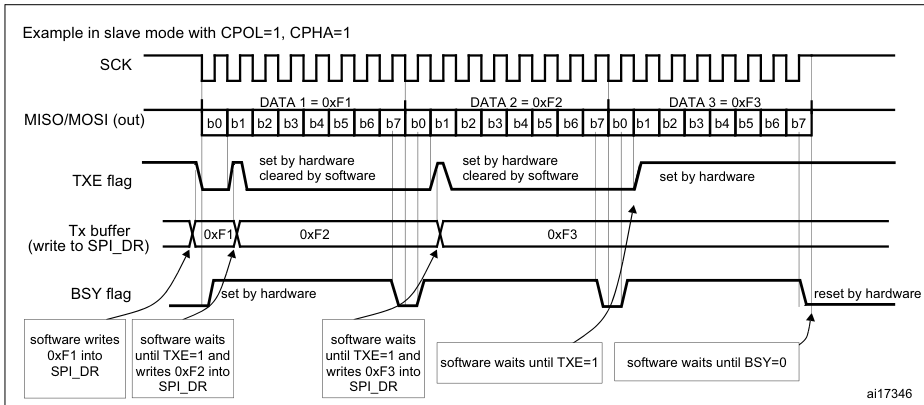 Example in slave mode with CPOL=1, CPHA=1
SCK
DATA 1 = 0xF1
DATA 2 = 0xF2
DATA 3 = 0xF3
MISO/MOSI (out)
b0 b1 b2 b3 b4 b5 b6 b7 b0 b1 b2 b3 b4 b5 b6 b7 b0 b1 b2 b3 b4 b5 b6 b7
TXE flag
set by hardware
cleared by software
set by hardware
cleared by software
set by hardware
Tx buffer
(write to SPI_DR)
0xF1
0xF2
0xF3
BSY flag
set by hardware
reset by hardware
software writes
0xF1 into
SPI_DR
software waits
until TXE=1 and
writes 0xF2 into
SPI_DR
software waits
until TXE=1 and
writes 0xF3 into
SPI_DR
software waits until TXE=1
software waits until BSY=0
ai17346